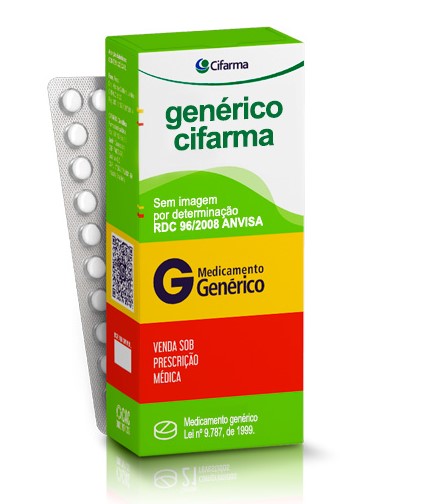 Cifarma
genérico
cifarma
Sem imagem
por determinação
RDC 96/2008 ANVISA
G Medicamento
Genérico
VENDA SOB
PRESCRIÇÃO
MÉDICA
Medicamento genérico
Lei nº 9.787, de 1999.